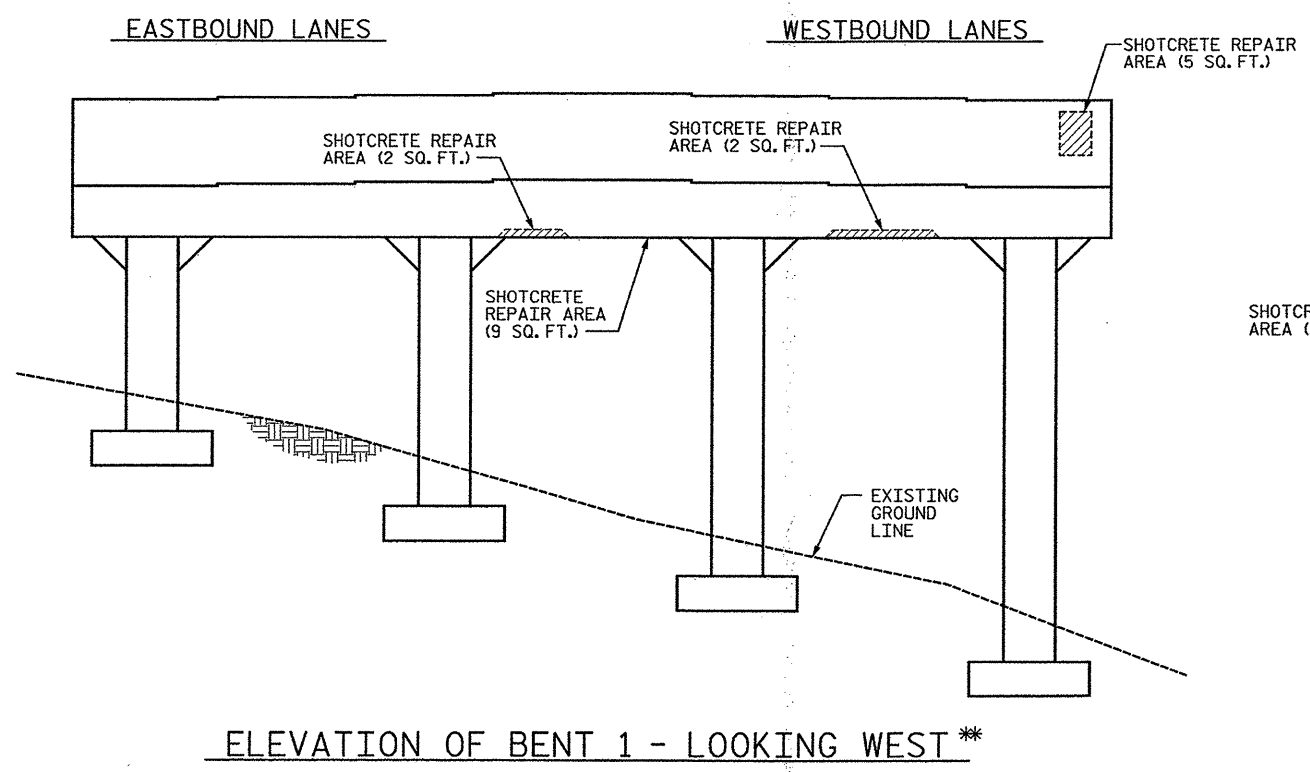 EASTBOUND LANES
WESTBOUND LANES
SHOTCRETE REPAIR
AREA (5 SQ. FT.)
SHOTCRETE REPAIR
AREA (2 SQ. FT.)
SHOTCRETE REPAIR
AREA (2 SQ. FT.)
SHOTCRETE
REPAIR AREA
(9 SQ. FT.)
AREA (
EXISTING
GROUND
LINE
ELEVATION OF BENT 1 - LOOKING WEST **